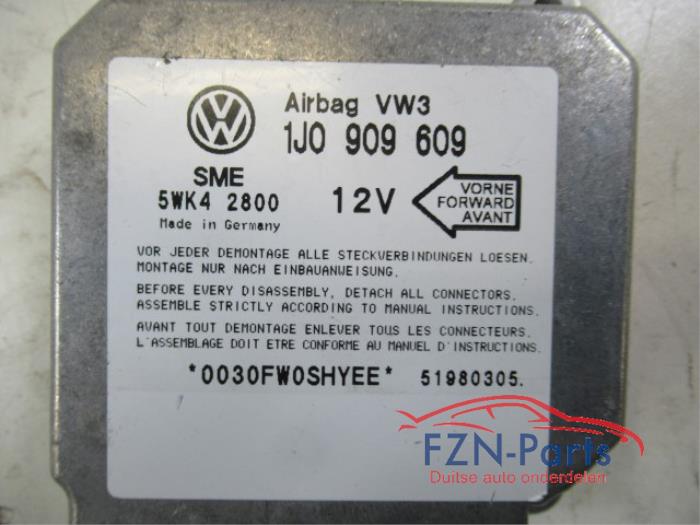 Airbag VW3
1J0 909 609
SME
5WK4 2800
Made in Germany
12V
VORNE
FORWARD
AVANT
VOR JEDER DEMONTAGE ALLE STECKVERBINDUNGEN LOESEN.
MONTAGE NUR NACH EINBAUANWEISUNG.
BEFORE EVERY DISASSEMBLY, DETACH ALL CONNECTORS.
ASSEMBLE STRICTLY ACCORDING TO MANUAL INSTRUCTIONS.
AVANT TOUT DEMONTAGE ENLEVER TOUS LES CONNECTEURS.
L'ASSEMBLAGE DOIT ETRE CONFORME AU MANUEL D'INSTRUCTIONS.
*0030FW0SHYEE* 51980305.
FZN-Parts
Duitse auto onderdelen